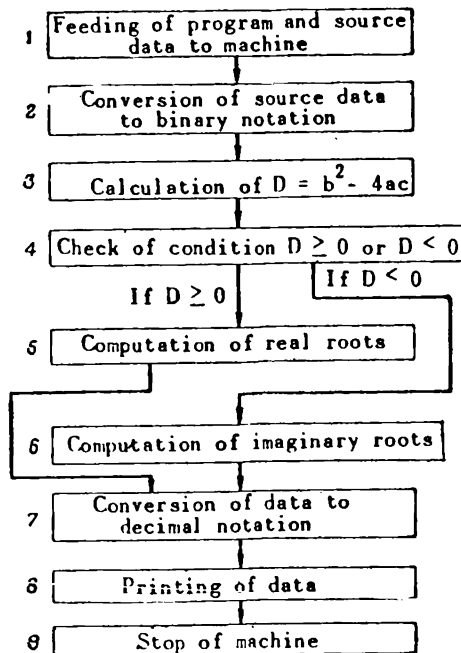 1 Feeding of program and source
data to machine
2 Conversion of source data
to binary notation
3 Calculation of D = b² - 4ac
4 Check of condition D ≥ 0 or D < 0
If D ≥ 0
If D < 0
5 Computation of real roots
6 Computation of imaginary roots
7 Conversion of data to
decimal notation
8 Printing of data
9 Stop of machine